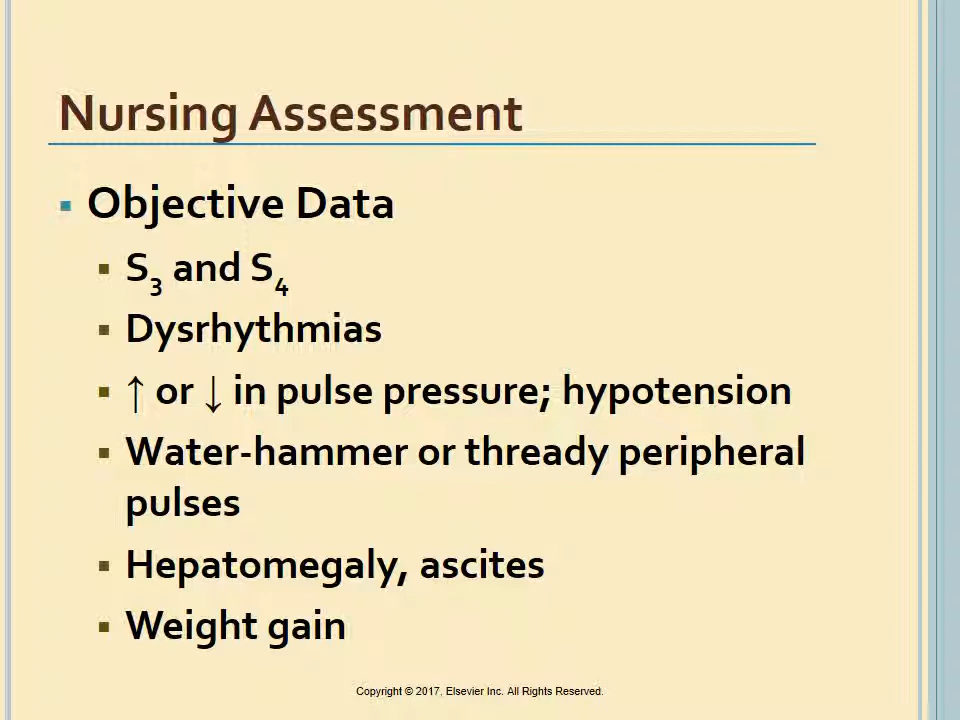 Nursing Assessment
▪ Objective Data
▪ S₃ and S₄
▪ Dysrhythmias
▪ ↑ or ↓ in pulse pressure; hypotension
▪ Water-hammer or thready peripheral
pulses
▪ Hepatomegaly, ascites
▪ Weight gain
Copyright © 2017, Elsevier Inc. All Rights Reserved.